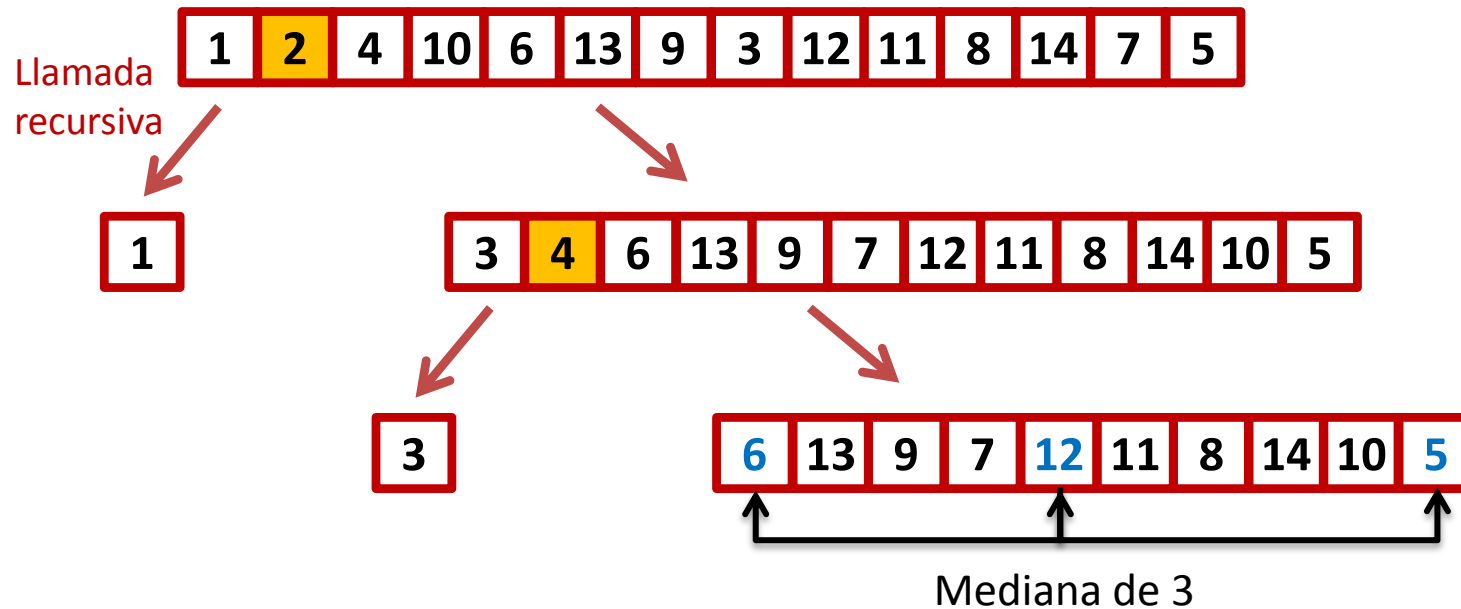 1 2 4 10 6 13 9 3 12 11 8 14 7 5
Llamada
recursiva
1
3 4 6 13 9 7 12 11 8 14 10 5
3
6 13 9 7 12 11 8 14 10 5
Mediana de 3